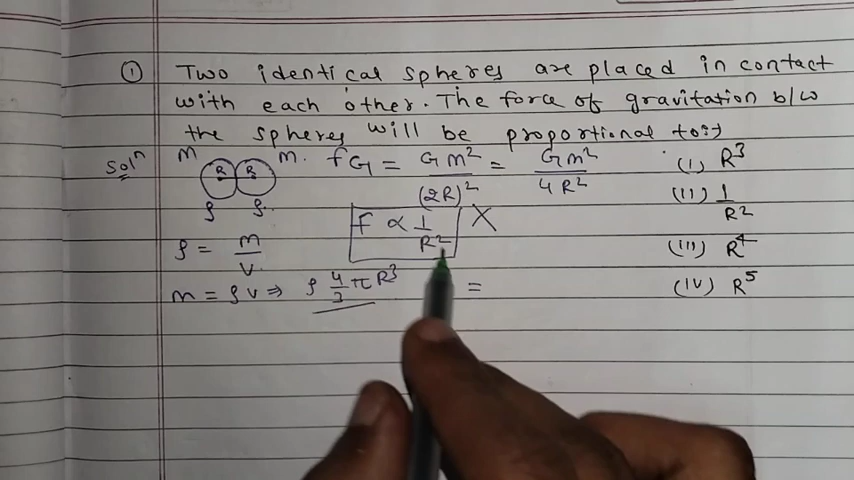 ① Two identical spheres are placed in contact
with each other. The force of gravitation b/w
the spheres will be proportional to:-
Solⁿ m m. fG = Gm² / (2R)² = Gm² / 4R² (i) R³
R R
ρ ρ. (ii) 1/R²
F ∝ 1/R² X
ρ = m/v. (iii) R⁴
m = ρv ⇒ ρ 4/3 π R³ = (iv) R⁵